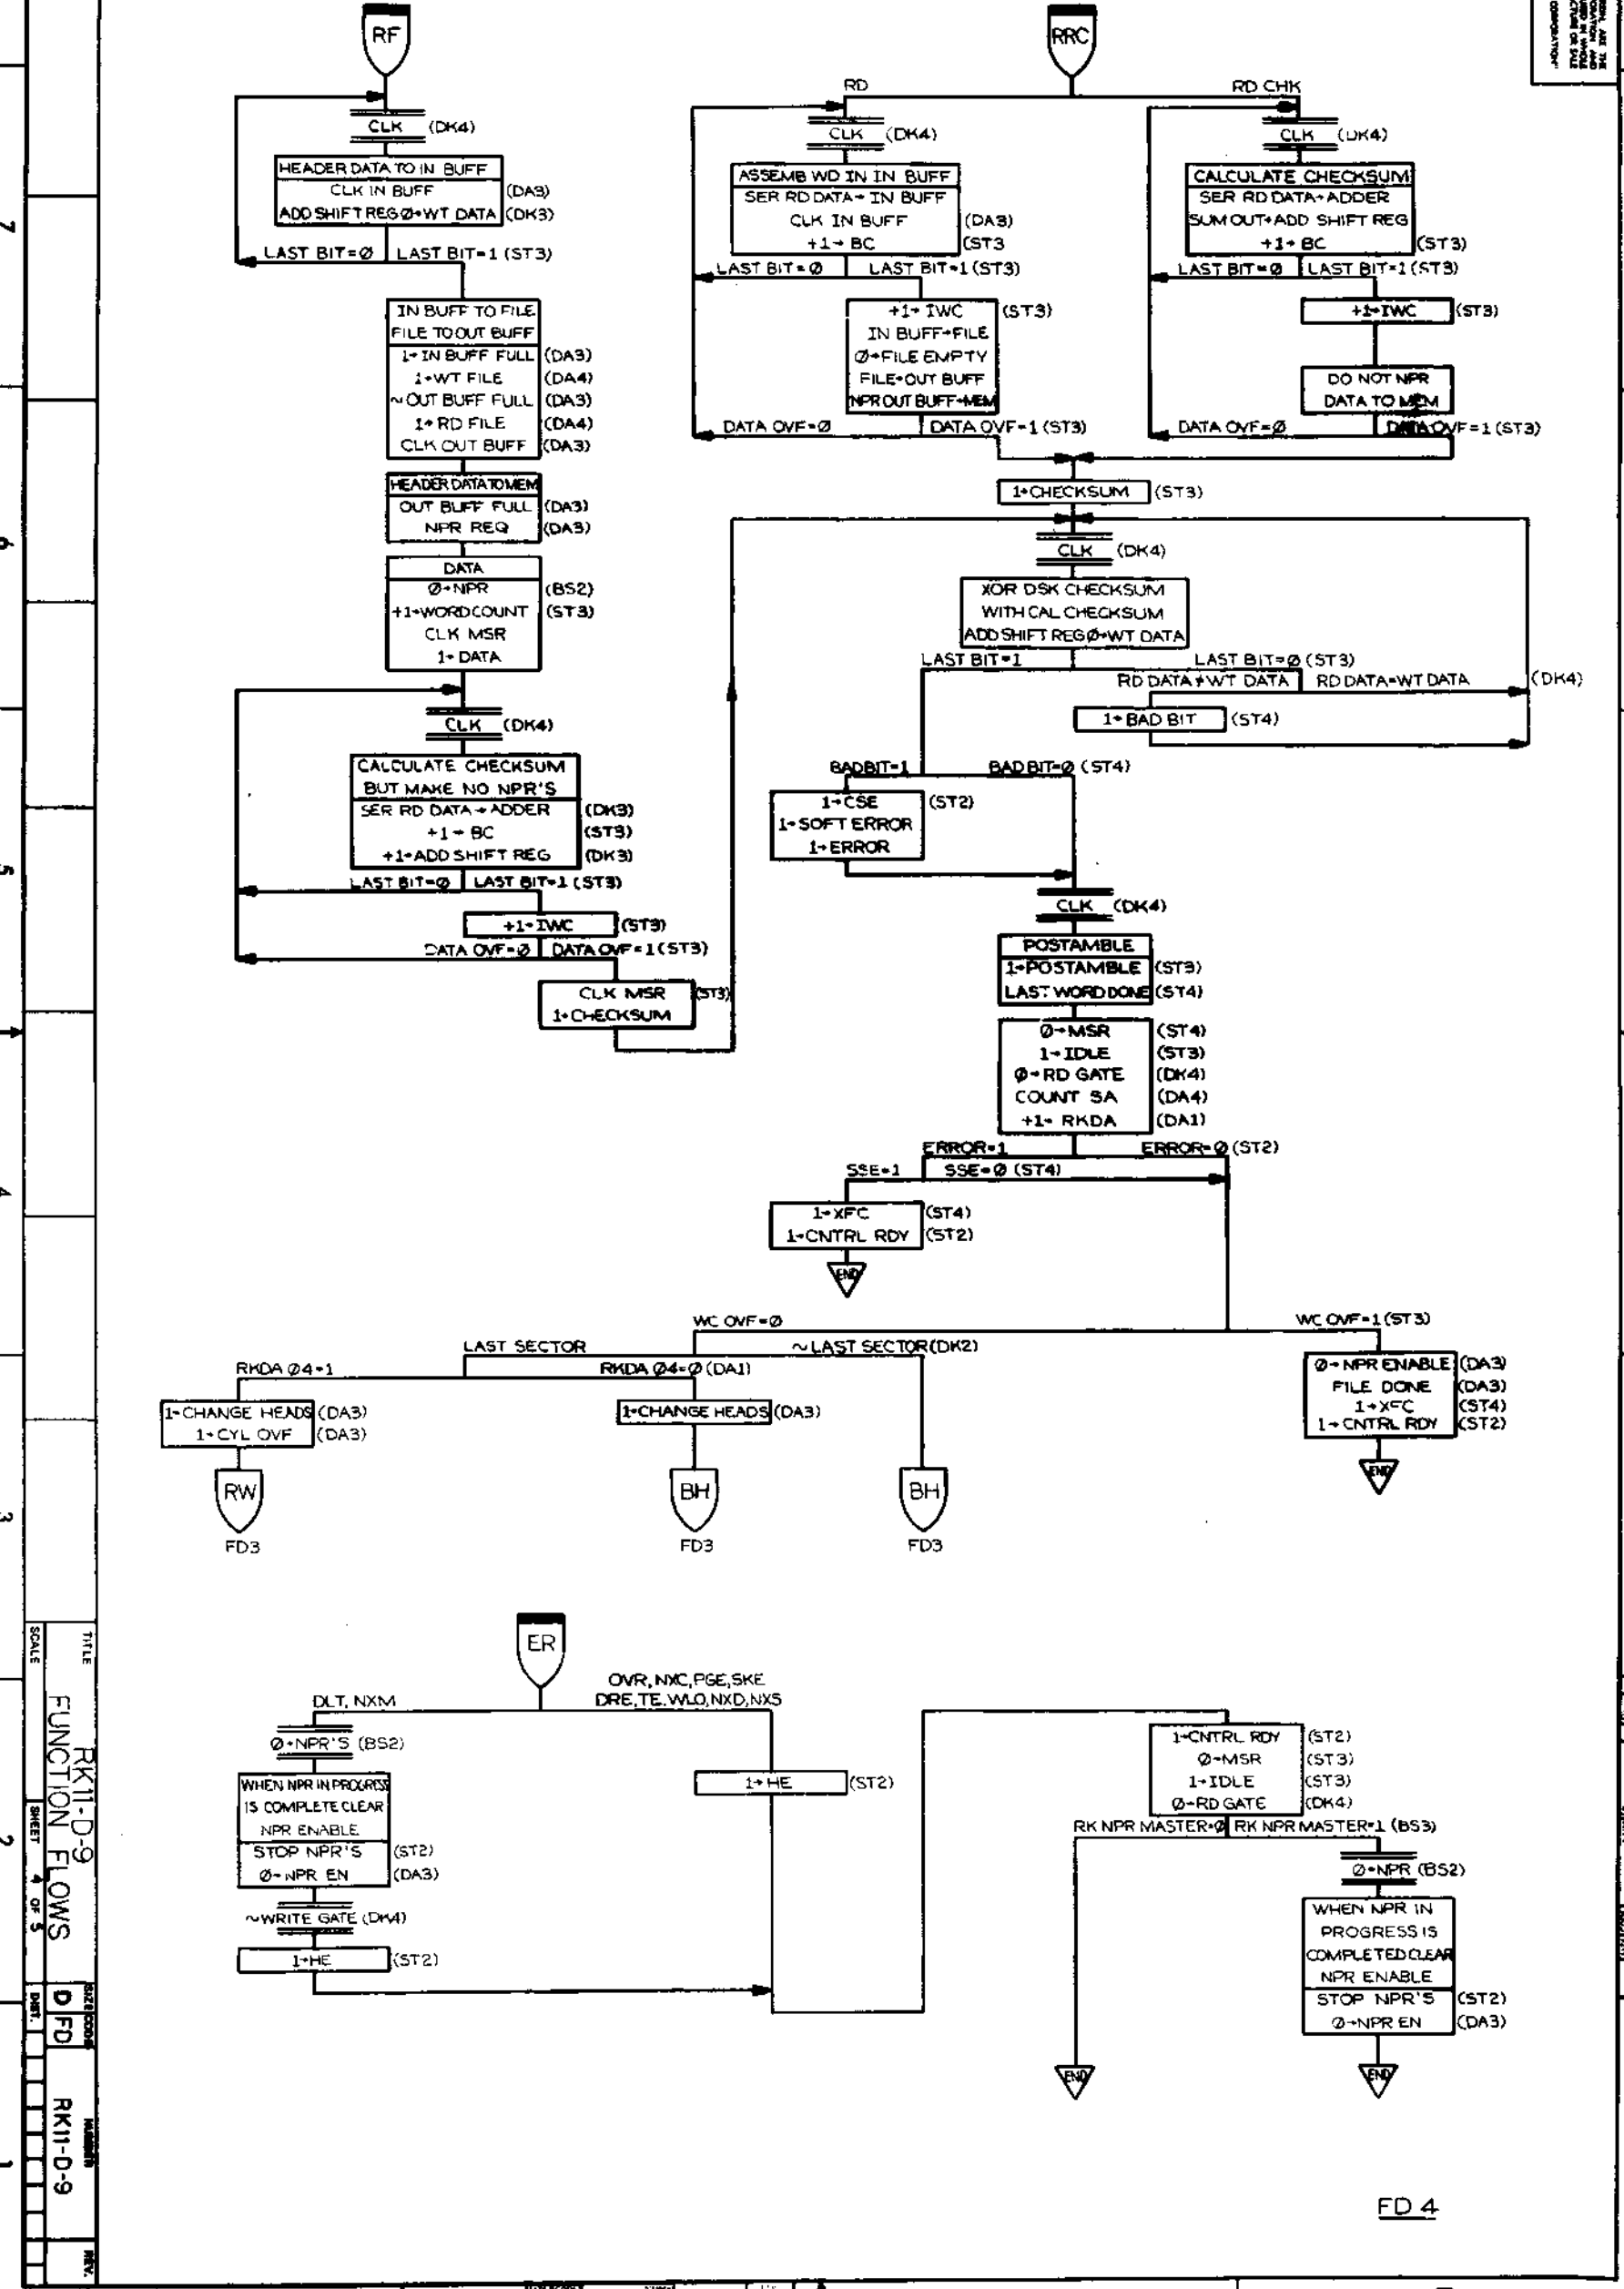 RF
CLK (DK4)
HEADER DATA TO IN BUFF
CLK IN BUFF (DA3)
ADD SHIFT REG Ø→WT DATA (DK3)
LAST BIT=Ø LAST BIT=1 (ST3)
IN BUFF TO FILE
FILE TO OUT BUFF
1→IN BUFF FULL (DA3)
1→WT FILE (DA4)
~OUT BUFF FULL (DA3)
1→RD FILE (DA4)
CLK OUT BUFF (DA3)
HEADER DATA TO MEM
OUT BUFF FULL (DA3)
NPR REQ (DA3)
DATA
Ø→NPR (BS2)
+1→WORDCOUNT (ST3)
CLK MSR
1→DATA
CLK (DK4)
CALCULATE CHECKSUM
BUT MAKE NO NPR'S
SER RD DATA→ADDER (DK3)
+1→BC (ST3)
+1→ADD SHIFT REG (DK3)
LAST BIT=Ø LAST BIT=1 (ST3)
+1→IWC (ST3)
DATA OVF=Ø DATA OVF=1 (ST3)
CLK MSR (ST3)
1→CHECKSUM
RRC
RD RD CHK
CLK (DK4)
ASSEMB WD IN IN BUFF
SER RD DATA→IN BUFF
CLK IN BUFF (DA3)
+1→BC (ST3
LAST BIT=Ø LAST BIT=1 (ST3)
+1→IWC (ST3)
IN BUFF→FILE
Ø→FILE EMPTY
FILE→OUT BUFF
NPR OUT BUFF→MEM
DATA OVF=Ø DATA OVF=1 (ST3)
CLK (DK4)
CALCULATE CHECKSUM
SER RD DATA→ADDER
SUM OUT→ADD SHIFT REG
+1→BC (ST3)
LAST BIT=Ø LAST BIT=1 (ST3)
+1→IWC (ST3)
DO NOT NPR
DATA TO MEM
DATA OVF=Ø DATA OVF=1 (ST3)
1→CHECKSUM (ST3)
CLK (DK4)
XOR DSK CHECKSUM
WITH CAL CHECKSUM
ADD SHIFT REG Ø→WT DATA
LAST BIT=1 LAST BIT=Ø (ST3)
RD DATA≠WT DATA RD DATA=WT DATA (DK4)
1→BAD BIT (ST4)
BADBIT=1 BAD BIT=Ø (ST4)
1→CSE (ST2)
1→SOFT ERROR
1→ERROR
CLK (DK4)
POSTAMBLE
1→POSTAMBLE (ST3)
LAST WORD DONE (ST4)
Ø→MSR (ST4)
1→IDLE (ST3)
Ø→RD GATE (DK4)
COUNT SA (DA4)
+1→RKDA (DA1)
ERROR=1 ERROR=Ø (ST2)
SSE=1 SSE=Ø (ST4)
1→XFC (ST4)
1→CNTRL RDY (ST2)
END
WC OVF=Ø WC OVF=1 (ST3)
LAST SECTOR ~LAST SECTOR (DK2)
RKDA Ø4=1 RKDA Ø4=Ø (DA1)
1→CHANGE HEADS (DA3)
1→CYL OVF (DA3)
1→CHANGE HEADS (DA3)
Ø→NPR ENABLE (DA3)
FILE DONE (DA3)
1→XFC (ST4)
1→CNTRL RDY (ST2)
END
RW BH BH
FD3 FD3 FD3
ER
DLT, NXM
OVR, NXC, PGE, SKE
DRE, TE, WLO, NXD, NXS
Ø→NPR'S (BS2)
WHEN NPR IN PROGRESS
IS COMPLETE CLEAR
NPR ENABLE
STOP NPR'S (ST2)
Ø→NPR EN (DA3)
~WRITE GATE (DK4)
1→HE (ST2)
1→HE (ST2)
1→CNTRL RDY (ST2)
Ø→MSR (ST3)
1→IDLE (ST3)
Ø→RD GATE (DK4)
RK NPR MASTER=Ø RK NPR MASTER=1 (BS3)
Ø→NPR (BS2)
WHEN NPR IN
PROGRESS IS
COMPLETED CLEAR
NPR ENABLE
STOP NPR'S (ST2)
Ø→NPR EN (DA3)
END END
FD 4
7
6
5
4
3
2
1
TITLE
RK11-D-9
FUNCTION FLOWS
SCALE
SHEET 4 OF 5
DIST.
SIZE CODE
D FD
NUMBER
RK11-D-9
REV.
CORPORATION"